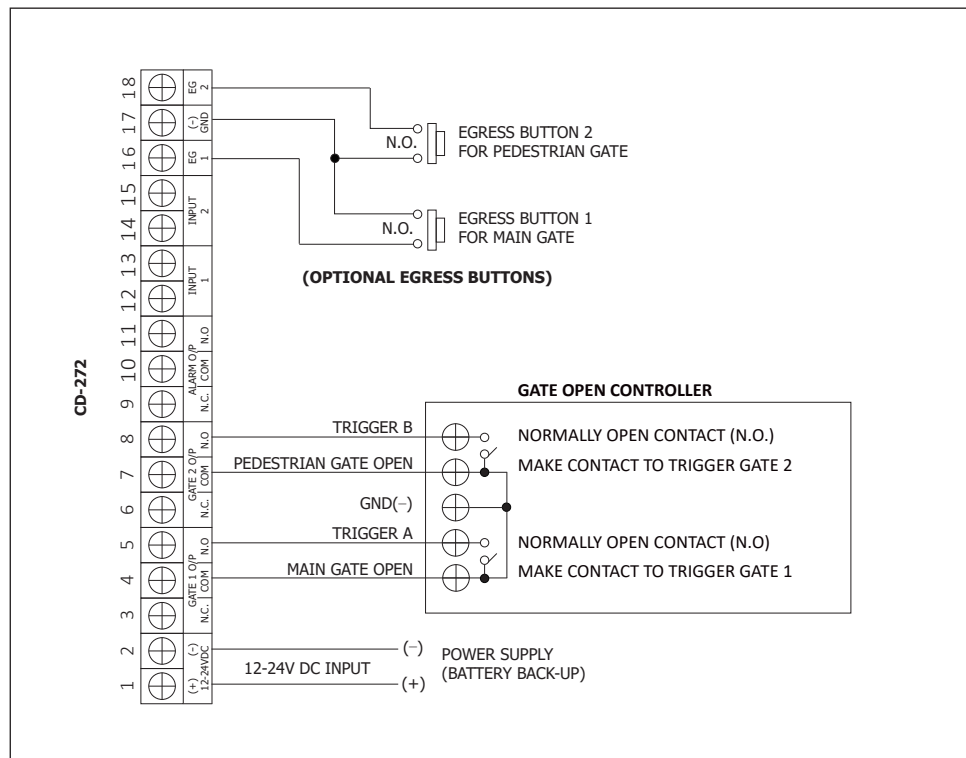 CD-272
18 EG 2
17 (-) GND
16 EG 1
15
14
INPUT 2
13
12
INPUT 1
11 N.O
10 COM
9 N.C.
ALARM O/P
8 N.O
7 COM
6 N.C.
GATE 2 O/P
5 N.O
4 COM
3 N.C.
GATE 1 O/P
2 (-)
1 (+)
12-24VDC
N.O.
EGRESS BUTTON 2
FOR PEDESTRIAN GATE
N.O.
EGRESS BUTTON 1
FOR MAIN GATE
(OPTIONAL EGRESS BUTTONS)
GATE OPEN CONTROLLER
TRIGGER B
NORMALLY OPEN CONTACT (N.O.)
PEDESTRIAN GATE OPEN
MAKE CONTACT TO TRIGGER GATE 2
GND(−)
TRIGGER A
NORMALLY OPEN CONTACT (N.O)
MAIN GATE OPEN
MAKE CONTACT TO TRIGGER GATE 1
12-24V DC INPUT
(−)
(+)
POWER SUPPLY
(BATTERY BACK-UP)